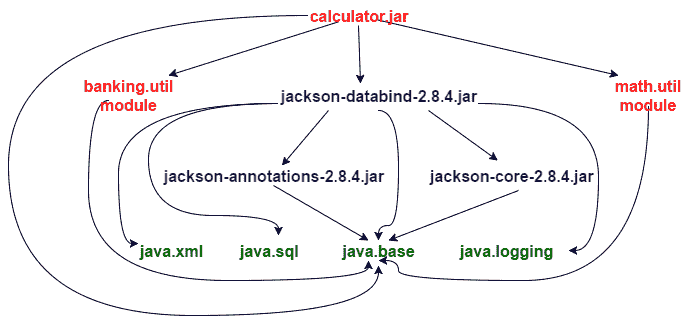 calculator.jar
banking.util
module
jackson-databind-2.8.4.jar
math.util
module
jackson-annotations-2.8.4.jar
jackson-core-2.8.4.jar
java.xml
java.sql
java.base
java.logging